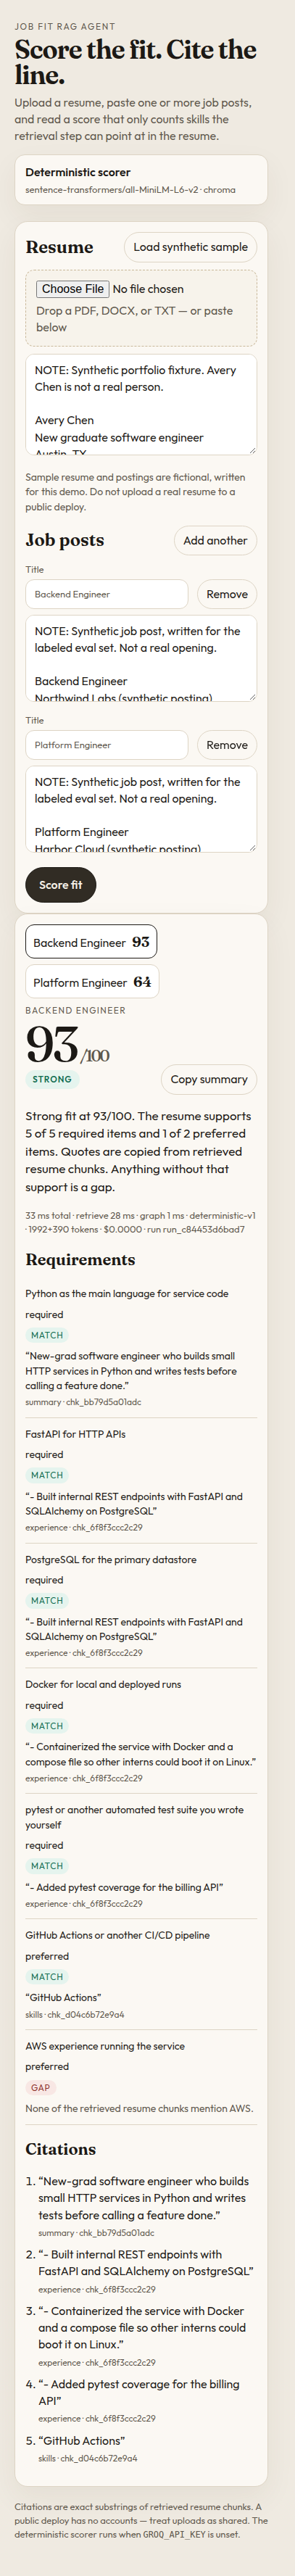 JOB FIT RAG AGENT
Score the fit. Cite the
line.
Upload a resume, paste one or more job posts,
and read a score that only counts skills the
retrieval step can point at in the resume.
Deterministic scorer
sentence-transformers/all-MiniLM-L6-v2 · chroma
Resume
Load synthetic sample
Choose File No file chosen
Drop a PDF, DOCX, or TXT — or paste
below
NOTE: Synthetic portfolio fixture. Avery
Chen is not a real person.
Avery Chen
New graduate software engineer
Austin, TX
Sample resume and postings are fictional, written
for this demo. Do not upload a real resume to a
public deploy.
Job posts
Add another
Title
Backend Engineer
Remove
NOTE: Synthetic job post, written for the
labeled eval set. Not a real opening.
Backend Engineer
Northwind Labs (synthetic posting)
Title
Platform Engineer
Remove
NOTE: Synthetic job post, written for the
labeled eval set. Not a real opening.
Platform Engineer
Harbor Cloud (synthetic posting)
Score fit
Backend Engineer 93
Platform Engineer 64
BACKEND ENGINEER
93/100
STRONG
Copy summary
Strong fit at 93/100. The resume supports
5 of 5 required items and 1 of 2 preferred
items. Quotes are copied from retrieved
resume chunks. Anything without that
support is a gap.
33 ms total · retrieve 28 ms · graph 1 ms · deterministic-v1
· 1992+390 tokens · $0.0000 · run run_c84453d6bad7
Requirements
Python as the main language for service code
required
MATCH
“New-grad software engineer who builds small
HTTP services in Python and writes tests before
calling a feature done.”
summary · chk_bb79d5a01adc
FastAPI for HTTP APIs
required
MATCH
“- Built internal REST endpoints with FastAPI and
SQLAlchemy on PostgreSQL”
experience · chk_6f8f3ccc2c29
PostgreSQL for the primary datastore
required
MATCH
“- Built internal REST endpoints with FastAPI and
SQLAlchemy on PostgreSQL”
experience · chk_6f8f3ccc2c29
Docker for local and deployed runs
required
MATCH
“- Containerized the service with Docker and a
compose file so other interns could boot it on Linux.”
experience · chk_6f8f3ccc2c29
pytest or another automated test suite you wrote
yourself
required
MATCH
“- Added pytest coverage for the billing API”
experience · chk_6f8f3ccc2c29
GitHub Actions or another CI/CD pipeline
preferred
MATCH
“GitHub Actions”
skills · chk_d04c6b72e9a4
AWS experience running the service
preferred
GAP
None of the retrieved resume chunks mention AWS.
Citations
1. “New-grad software engineer who builds
small HTTP services in Python and writes
tests before calling a feature done.”
summary · chk_bb79d5a01adc
2. “- Built internal REST endpoints with
FastAPI and SQLAlchemy on PostgreSQL”
experience · chk_6f8f3ccc2c29
3. “- Containerized the service with Docker
and a compose file so other interns could
boot it on Linux.”
experience · chk_6f8f3ccc2c29
4. “- Added pytest coverage for the billing
API”
experience · chk_6f8f3ccc2c29
5. “GitHub Actions”
skills · chk_d04c6b72e9a4
Citations are exact substrings of retrieved resume chunks. A
public deploy has no accounts — treat uploads as shared. The
deterministic scorer runs when GROQ_API_KEY is unset.